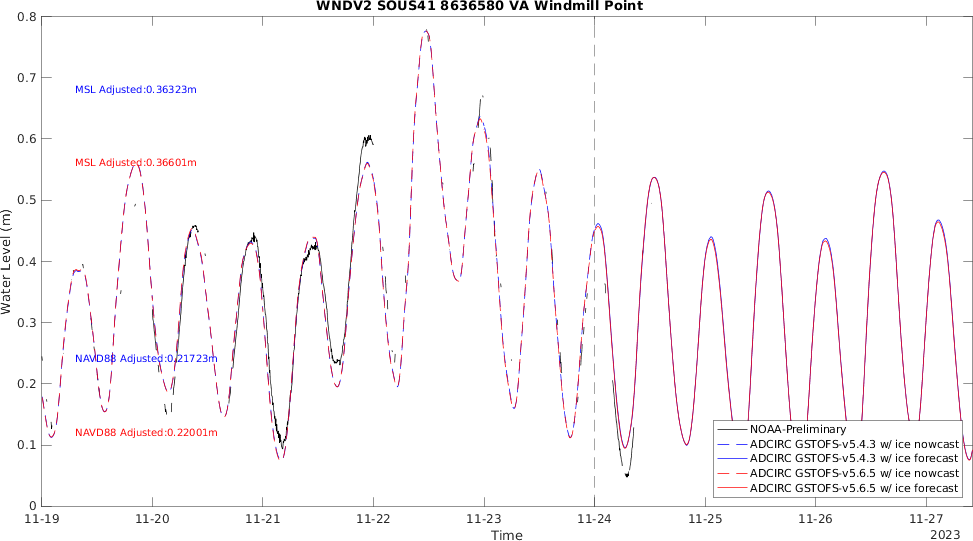 WNDV2 SOUS41 8636580 VA Windmill Point
0.8
0.7
0.6
0.5
0.4
0.3
0.2
0.1
0
Water Level (m)
MSL Adjusted:0.36323m
MSL Adjusted:0.36601m
NAVD88 Adjusted:0.21723m
NAVD88 Adjusted:0.22001m
NOAA-Preliminary
ADCIRC GSTOFS-v5.4.3 w/ ice nowcast
ADCIRC GSTOFS-v5.4.3 w/ ice forecast
ADCIRC GSTOFS-v5.6.5 w/ ice nowcast
ADCIRC GSTOFS-v5.6.5 w/ ice forecast
11-19 11-20 11-21 11-22 11-23 11-24 11-25 11-26 11-27
Time
2023